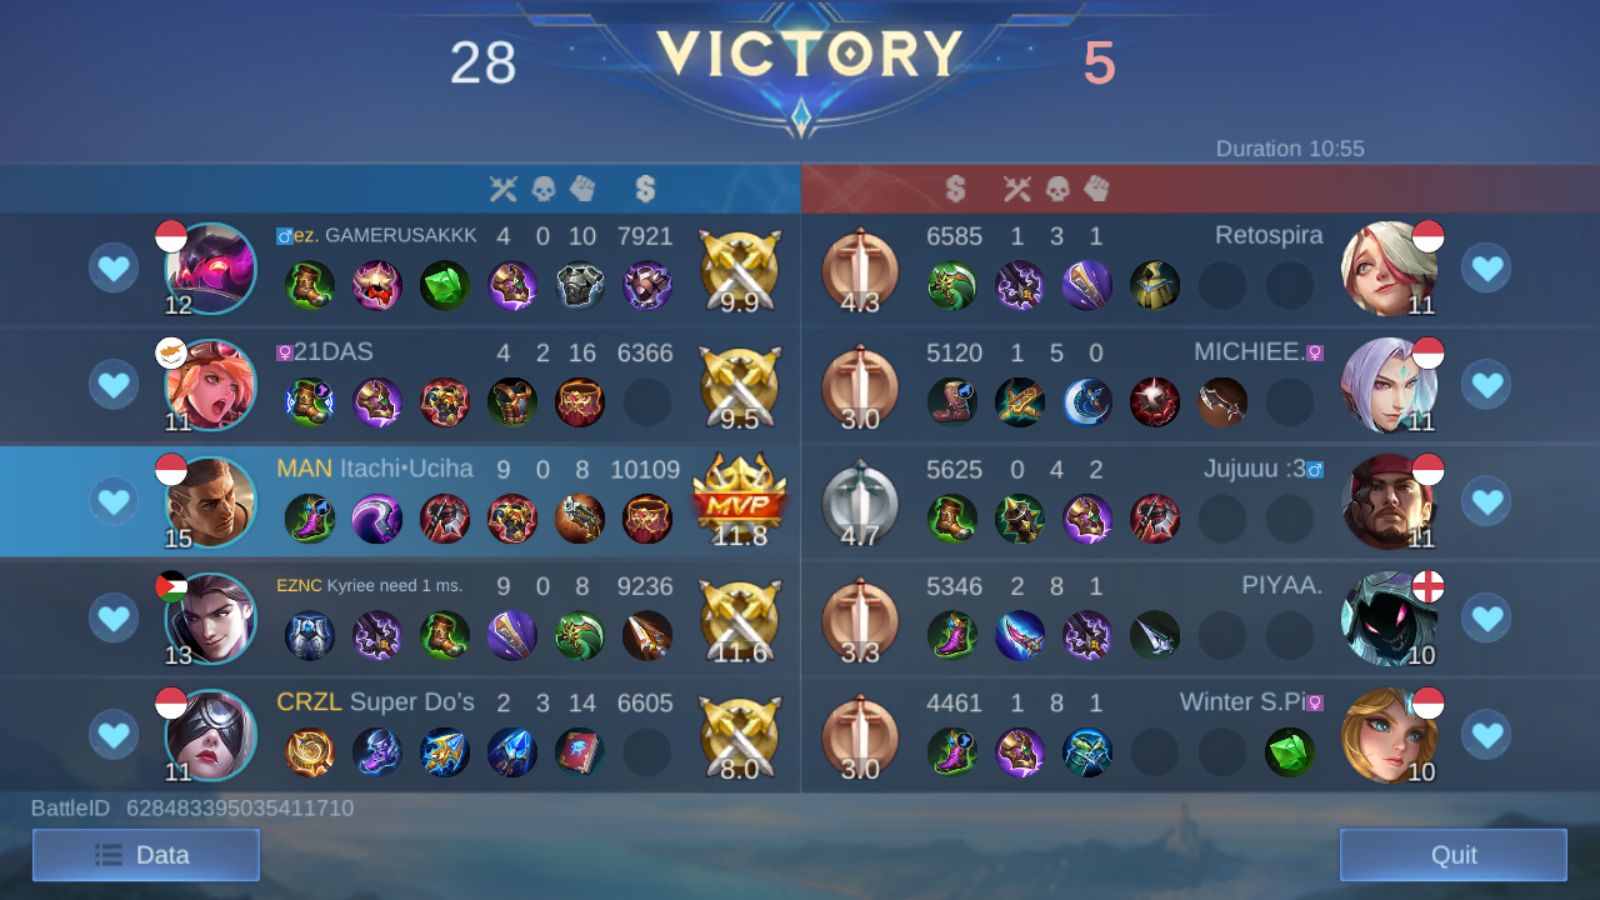 28 VICTORY 5
Duration 10:55
ez. GAMERUSAKKK 4 0 10 7921
12 9.9
6585 1 3 1 Retospira
4.3 11
21DAS 4 2 16 6366
11 9.5
5120 1 5 0 MICHIEE.
3.0 11
MAN Itachi•Uciha 9 0 8 10109
15 MVP 11.8
5625 0 4 2 Jujuuu :3
4.7 11
EZNC Kyriee need 1 ms. 9 0 8 9236
13 11.6
5346 2 8 1 PIYAA.
3.3 10
CRZL Super Do's 2 3 14 6605
11 8.0
4461 1 8 1 Winter S.Pi
3.0 10
BattleID 628483395035411710
Data
Quit